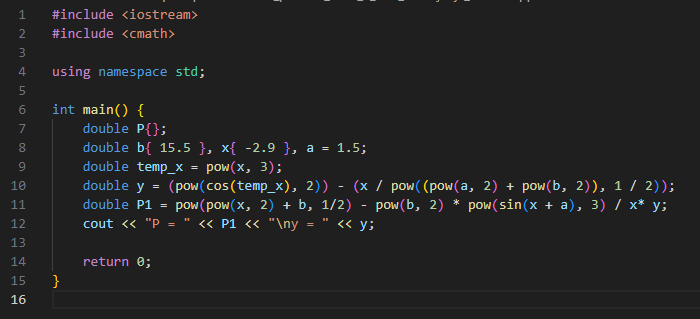 1 #include <iostream>
2 #include <cmath>
3
4 using namespace std;
5
6 int main() {
7     double P{};
8     double b{ 15.5 }, x{ -2.9 }, a = 1.5;
9     double temp_x = pow(x, 3);
10     double y = (pow(cos(temp_x), 2)) - (x / pow((pow(a, 2) + pow(b, 2)), 1 / 2));
11     double P1 = pow(pow(x, 2) + b, 1/2) - pow(b, 2) * pow(sin(x + a), 3) / x* y;
12     cout << "P = " << P1 << "\ny = " << y;
13
14     return 0;
15 }
16